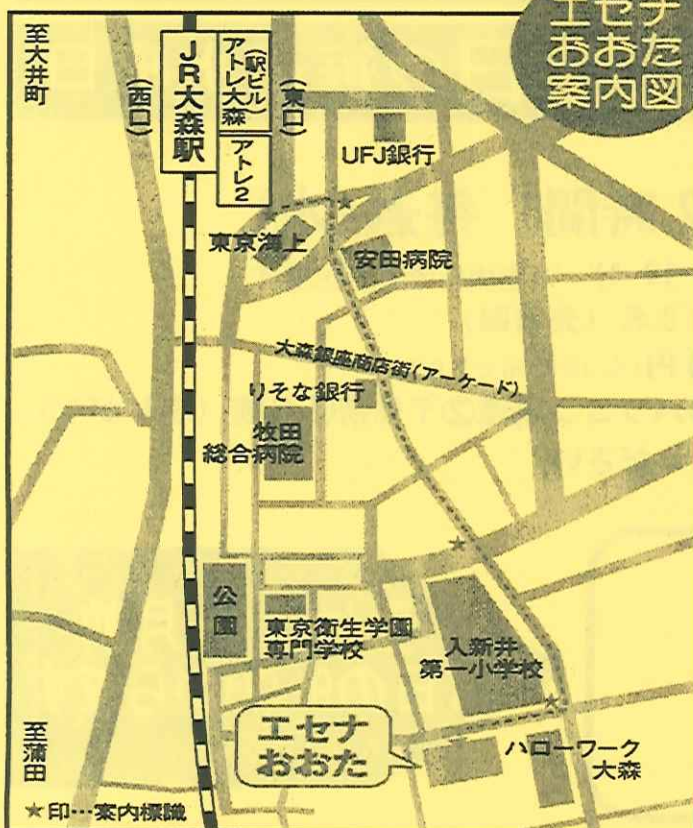 エセナ
おおた
案内図
至大井町
(西口)
JR大森駅
(駅ビル)
アトレ大森
アトレ2
(東口)
UFJ銀行
東京海上
安田病院
大森銀座商店街(アーケード)
りそな銀行
牧田
総合病院
公園
東京衛生学園
専門学校
入新井
第一小学校
エセナ
おおた
ハローワーク
大森
至蒲田
★印…案内標識